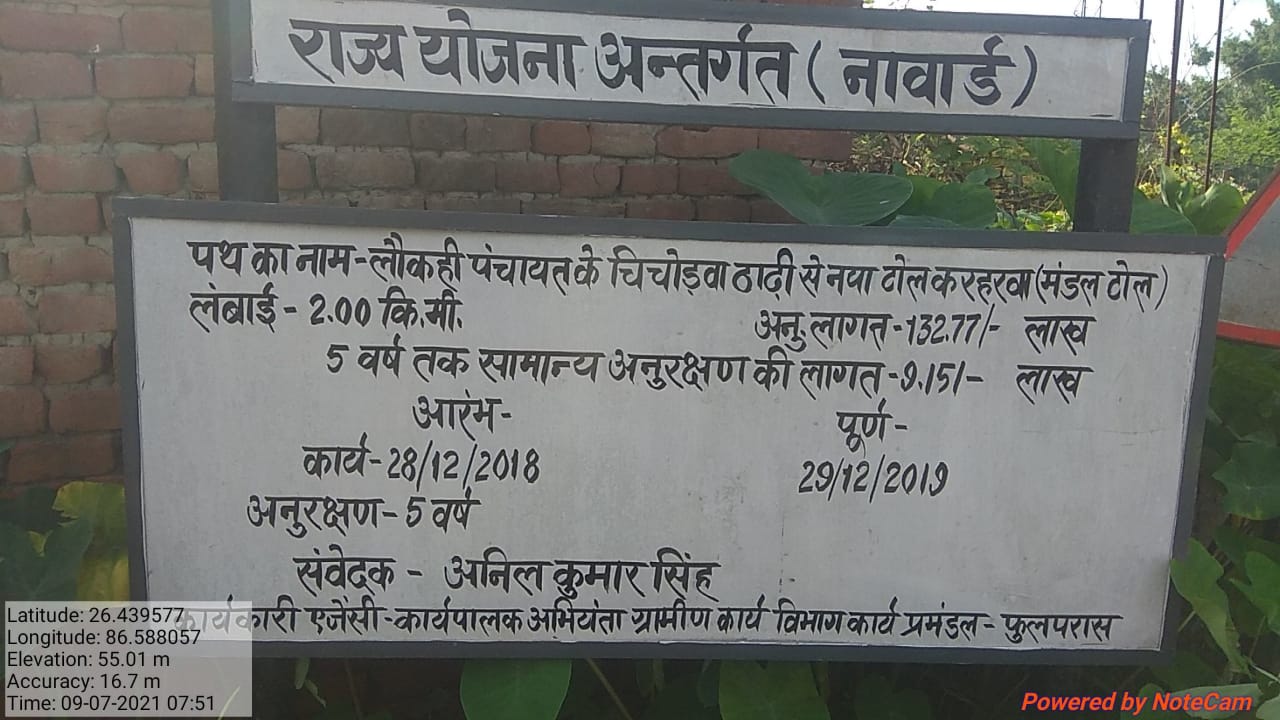 राज्य योजना अन्तर्गत ( नावार्ड )
पथ का नाम-लौकही पंचायत के चिचोड़वा ठाढ़ी से नया टोल करहरवा (मंडल टोल)
लंबाई - 2.00 कि.मी. अनु. लागत-132.77/- लाख
5 वर्ष तक सामान्य अनुरक्षण की लागत-9.15/- लाख
आरंभ- पूर्ण-
कार्य-28/12/2018 29/12/2019
अनुरक्षण-5 वर्ष
संवेदक - अनिल कुमार सिंह
कार्यकारी एजेंसी-कार्यपालक अभियंता ग्रामीण कार्य विभाग कार्य प्रमंडल - फुलपरास
Latitude: 26.439577
Longitude: 86.588057
Elevation: 55.01 m
Accuracy: 16.7 m
Time: 09-07-2021 07:51
Powered by NoteCam